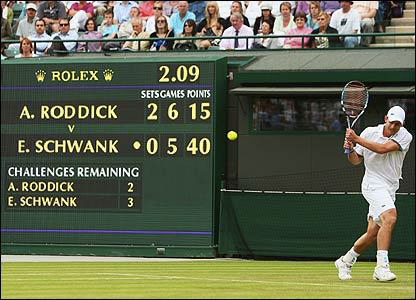 ROLEX 2.09
SETS GAMES POINTS
A. RODDICK 2 6 15
V
E. SCHWANK • 0 5 40
CHALLENGES REMAINING
A. RODDICK 2
E. SCHWANK 3